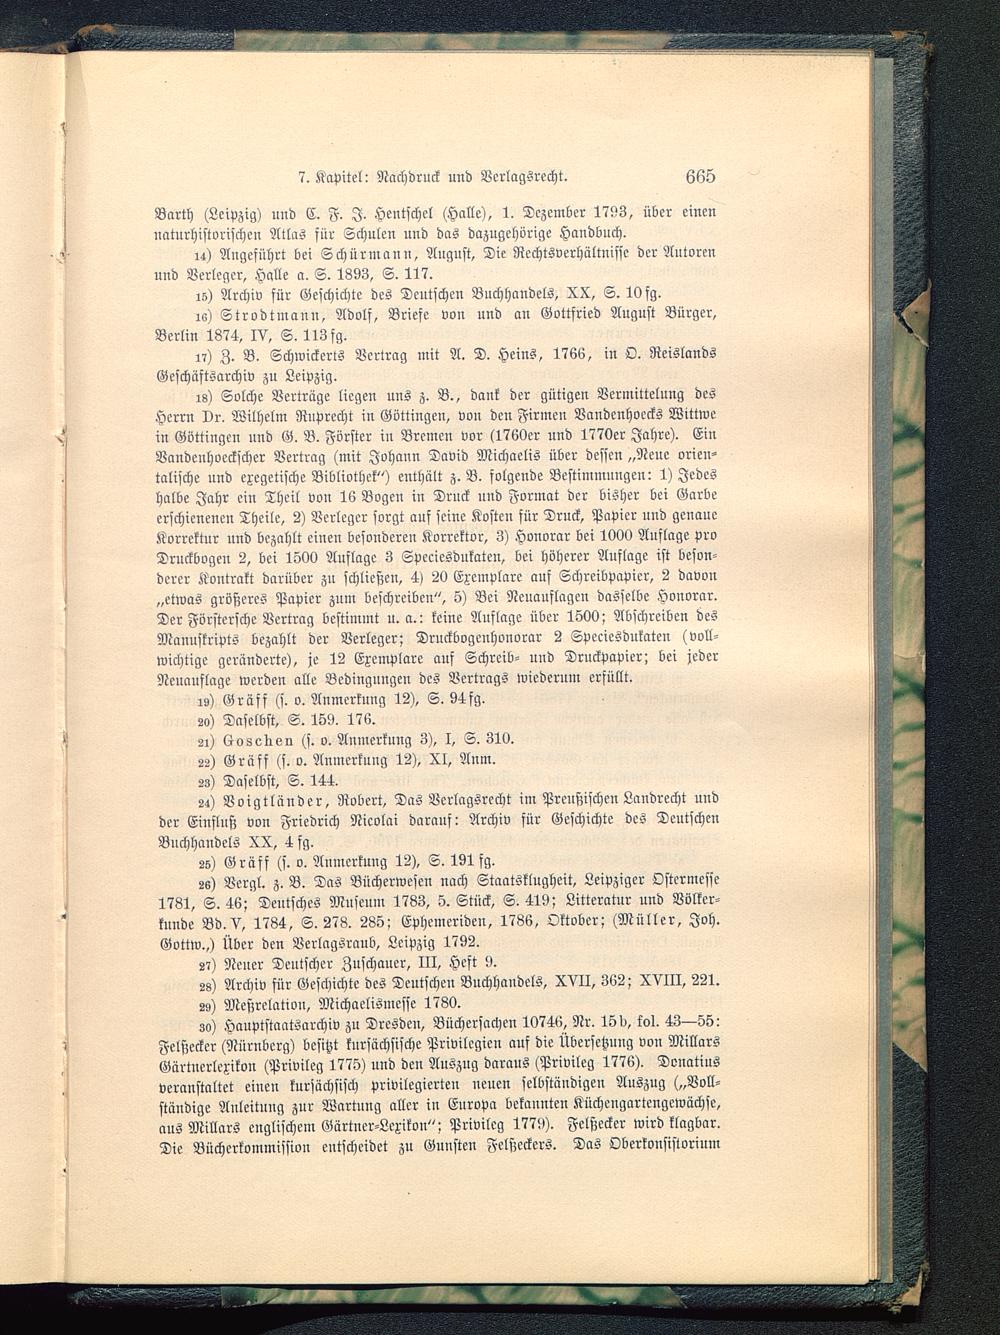 7. Kapitel: Nachdruck und Verlagsrecht. 665
Barth (Leipzig) und C. F. J. Hentschel (Halle), 1. Dezember 1793, über einen
naturhistorischen Atlas für Schulen und das dazugehörige Handbuch.
14) Angeführt bei Schürmann, August, Die Rechtsverhältnisse der Autoren
und Verleger, Halle a. S. 1893, S. 117.
15) Archiv für Geschichte des Deutschen Buchhandels, XX, S. 10 fg.
16) Strodtmann, Adolf, Briefe von und an Gottfried August Bürger,
Berlin 1874, IV, S. 113 fg.
17) Z. B. Schwickerts Vertrag mit A. D. Heins, 1766, in O. Reislands
Geschäftsarchiv zu Leipzig.
18) Solche Verträge liegen uns z. B., dank der gütigen Vermittelung des
Herrn Dr. Wilhelm Ruprecht in Göttingen, von den Firmen Vandenhoecks Wittwe
in Göttingen und G. B. Förster in Bremen vor (1760er und 1770er Jahre). Ein
Vandenhoeckscher Vertrag (mit Johann David Michaelis über dessen „Neue orien-
talische und exegetische Bibliothek“) enthält z. B. folgende Bestimmungen: 1) Jedes
halbe Jahr ein Theil von 16 Bogen in Druck und Format der bisher bei Garbe
erschienenen Theile, 2) Verleger sorgt auf seine Kosten für Druck, Papier und genaue
Korrektur und bezahlt einen besonderen Korrektor, 3) Honorar bei 1000 Auflage pro
Druckbogen 2, bei 1500 Auflage 3 Speciesdukaten, bei höherer Auflage ist beson-
derer Kontrakt darüber zu schließen, 4) 20 Exemplare auf Schreibpapier, 2 davon
„etwas größeres Papier zum beschreiben“, 5) Bei Neuauflagen dasselbe Honorar.
Der Förstersche Vertrag bestimmt u. a.: keine Auflage über 1500; Abschreiben des
Manuskripts bezahlt der Verleger; Druckbogenhonorar 2 Speciesdukaten (voll-
wichtige geränderte), je 12 Exemplare auf Schreib- und Druckpapier; bei jeder
Neuauflage werden alle Bedingungen des Vertrags wiederum erfüllt.
19) Gräff (s. o. Anmerkung 12), S. 94 fg.
20) Daselbst, S. 159. 176.
21) Goschen (s. o. Anmerkung 3), I, S. 310.
22) Gräff (s. o. Anmerkung 12), XI, Anm.
23) Daselbst, S. 144.
24) Voigtländer, Robert, Das Verlagsrecht im Preußischen Landrecht und
der Einfluß von Friedrich Nicolai darauf: Archiv für Geschichte des Deutschen
Buchhandels XX, 4 fg.
25) Gräff (s. o. Anmerkung 12), S. 191 fg.
26) Vergl. z. B. Das Bücherwesen nach Staatsklugheit, Leipziger Ostermesse
1781, S. 46; Deutsches Museum 1783, 5. Stück, S. 419; Litteratur und Völker-
kunde Bd. V, 1784, S. 278. 285; Ephemeriden, 1786, Oktober; (Müller, Joh.
Gottw.,) Über den Verlagsraub, Leipzig 1792.
27) Neuer Deutscher Zuschauer, III, Heft 9.
28) Archiv für Geschichte des Deutschen Buchhandels, XVII, 362; XVIII, 221.
29) Meßrelation, Michaelismesse 1780.
30) Hauptstaatsarchiv zu Dresden, Büchersachen 10746, Nr. 15 b, fol. 43—55:
Felßecker (Nürnberg) besitzt kursächsische Privilegien auf die Übersetzung von Millars
Gärtnerlexikon (Privileg 1775) und den Auszug daraus (Privileg 1776). Donatius
veranstaltet einen kursächsisch privilegierten neuen selbständigen Auszug („Voll-
ständige Anleitung zur Wartung aller in Europa bekannten Küchengartengewächse,
aus Millars englischem Gärtner-Lexikon“; Privileg 1779). Felßecker wird klagbar.
Die Bücherkommission entscheidet zu Gunsten Felßeckers. Das Oberkonsistorium